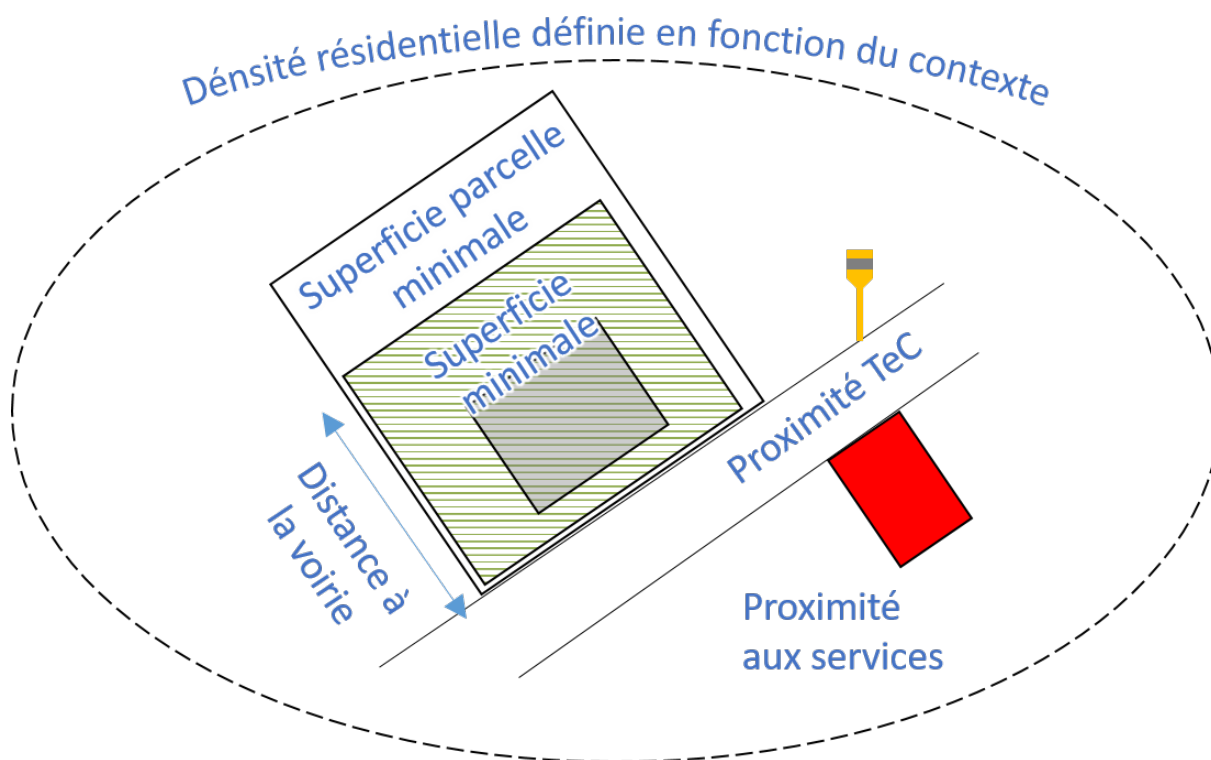 Dénsité résidentielle définie en fonction du contexte
Superficie parcelle
minimale
Superficie
minimale
Proximité TeC
Distance à
la voirie
Proximité
aux services